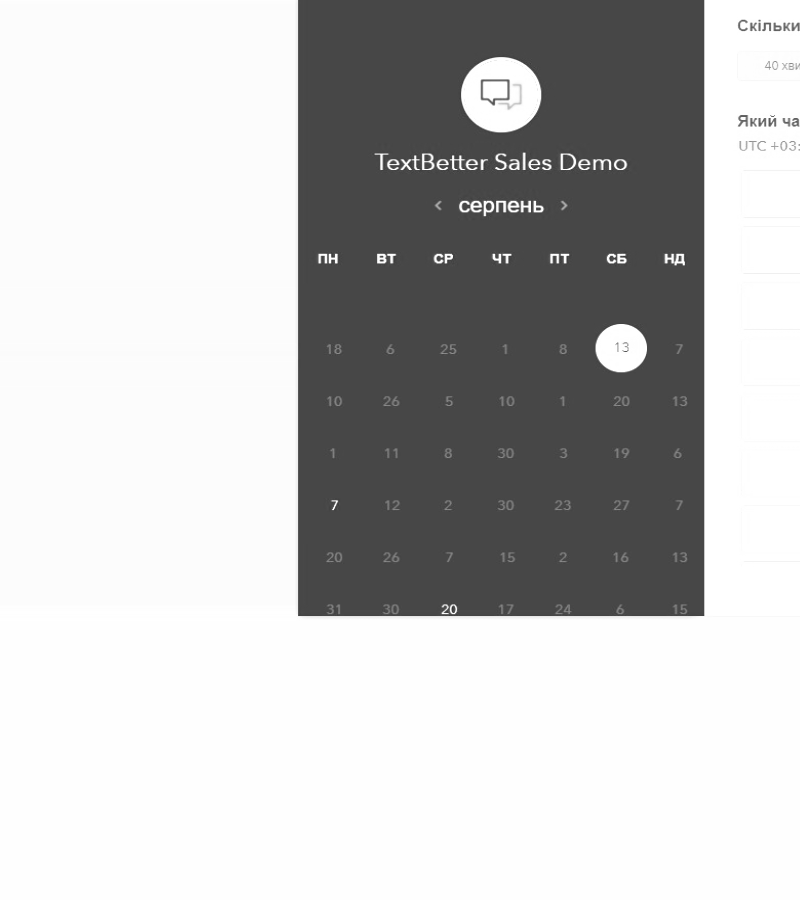 TextBetter Sales Demo
< серпень >
ПН ВТ СР ЧТ ПТ СБ НД
18 6 25 1 8 13 7
10 26 5 10 1 20 13
1 11 8 30 3 19 6
7 12 2 30 23 27 7
20 26 7 15 2 16 13
31 30 20 17 24 6 15
Скільки
40 хви
Який ча
UTC +03: